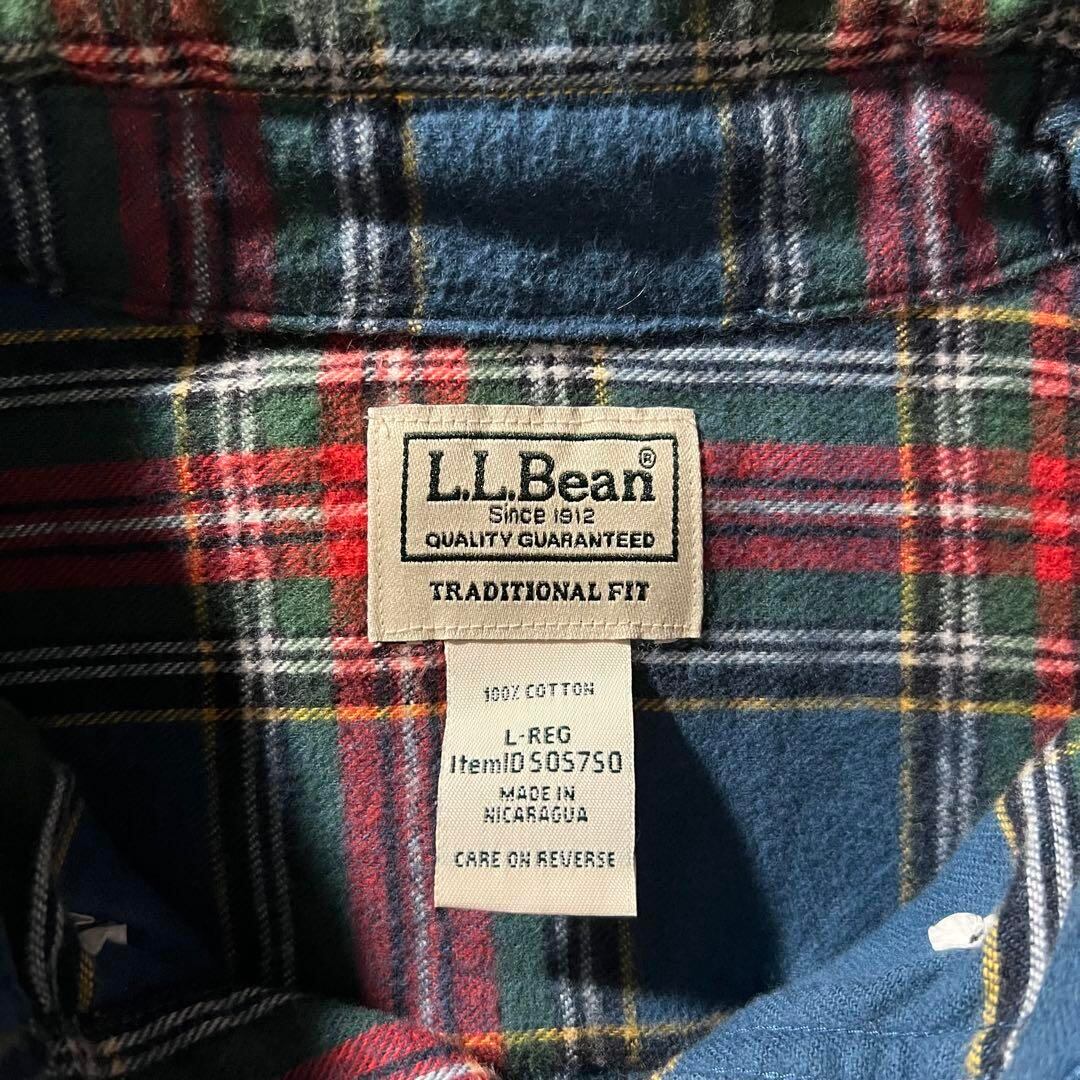 L.L.Bean®
Since 1912
QUALITY GUARANTEED
TRADITIONAL FIT
100% COTTON
L-REG
ItemID 505750
MADE IN
NICARAGUA
CARE ON REVERSE